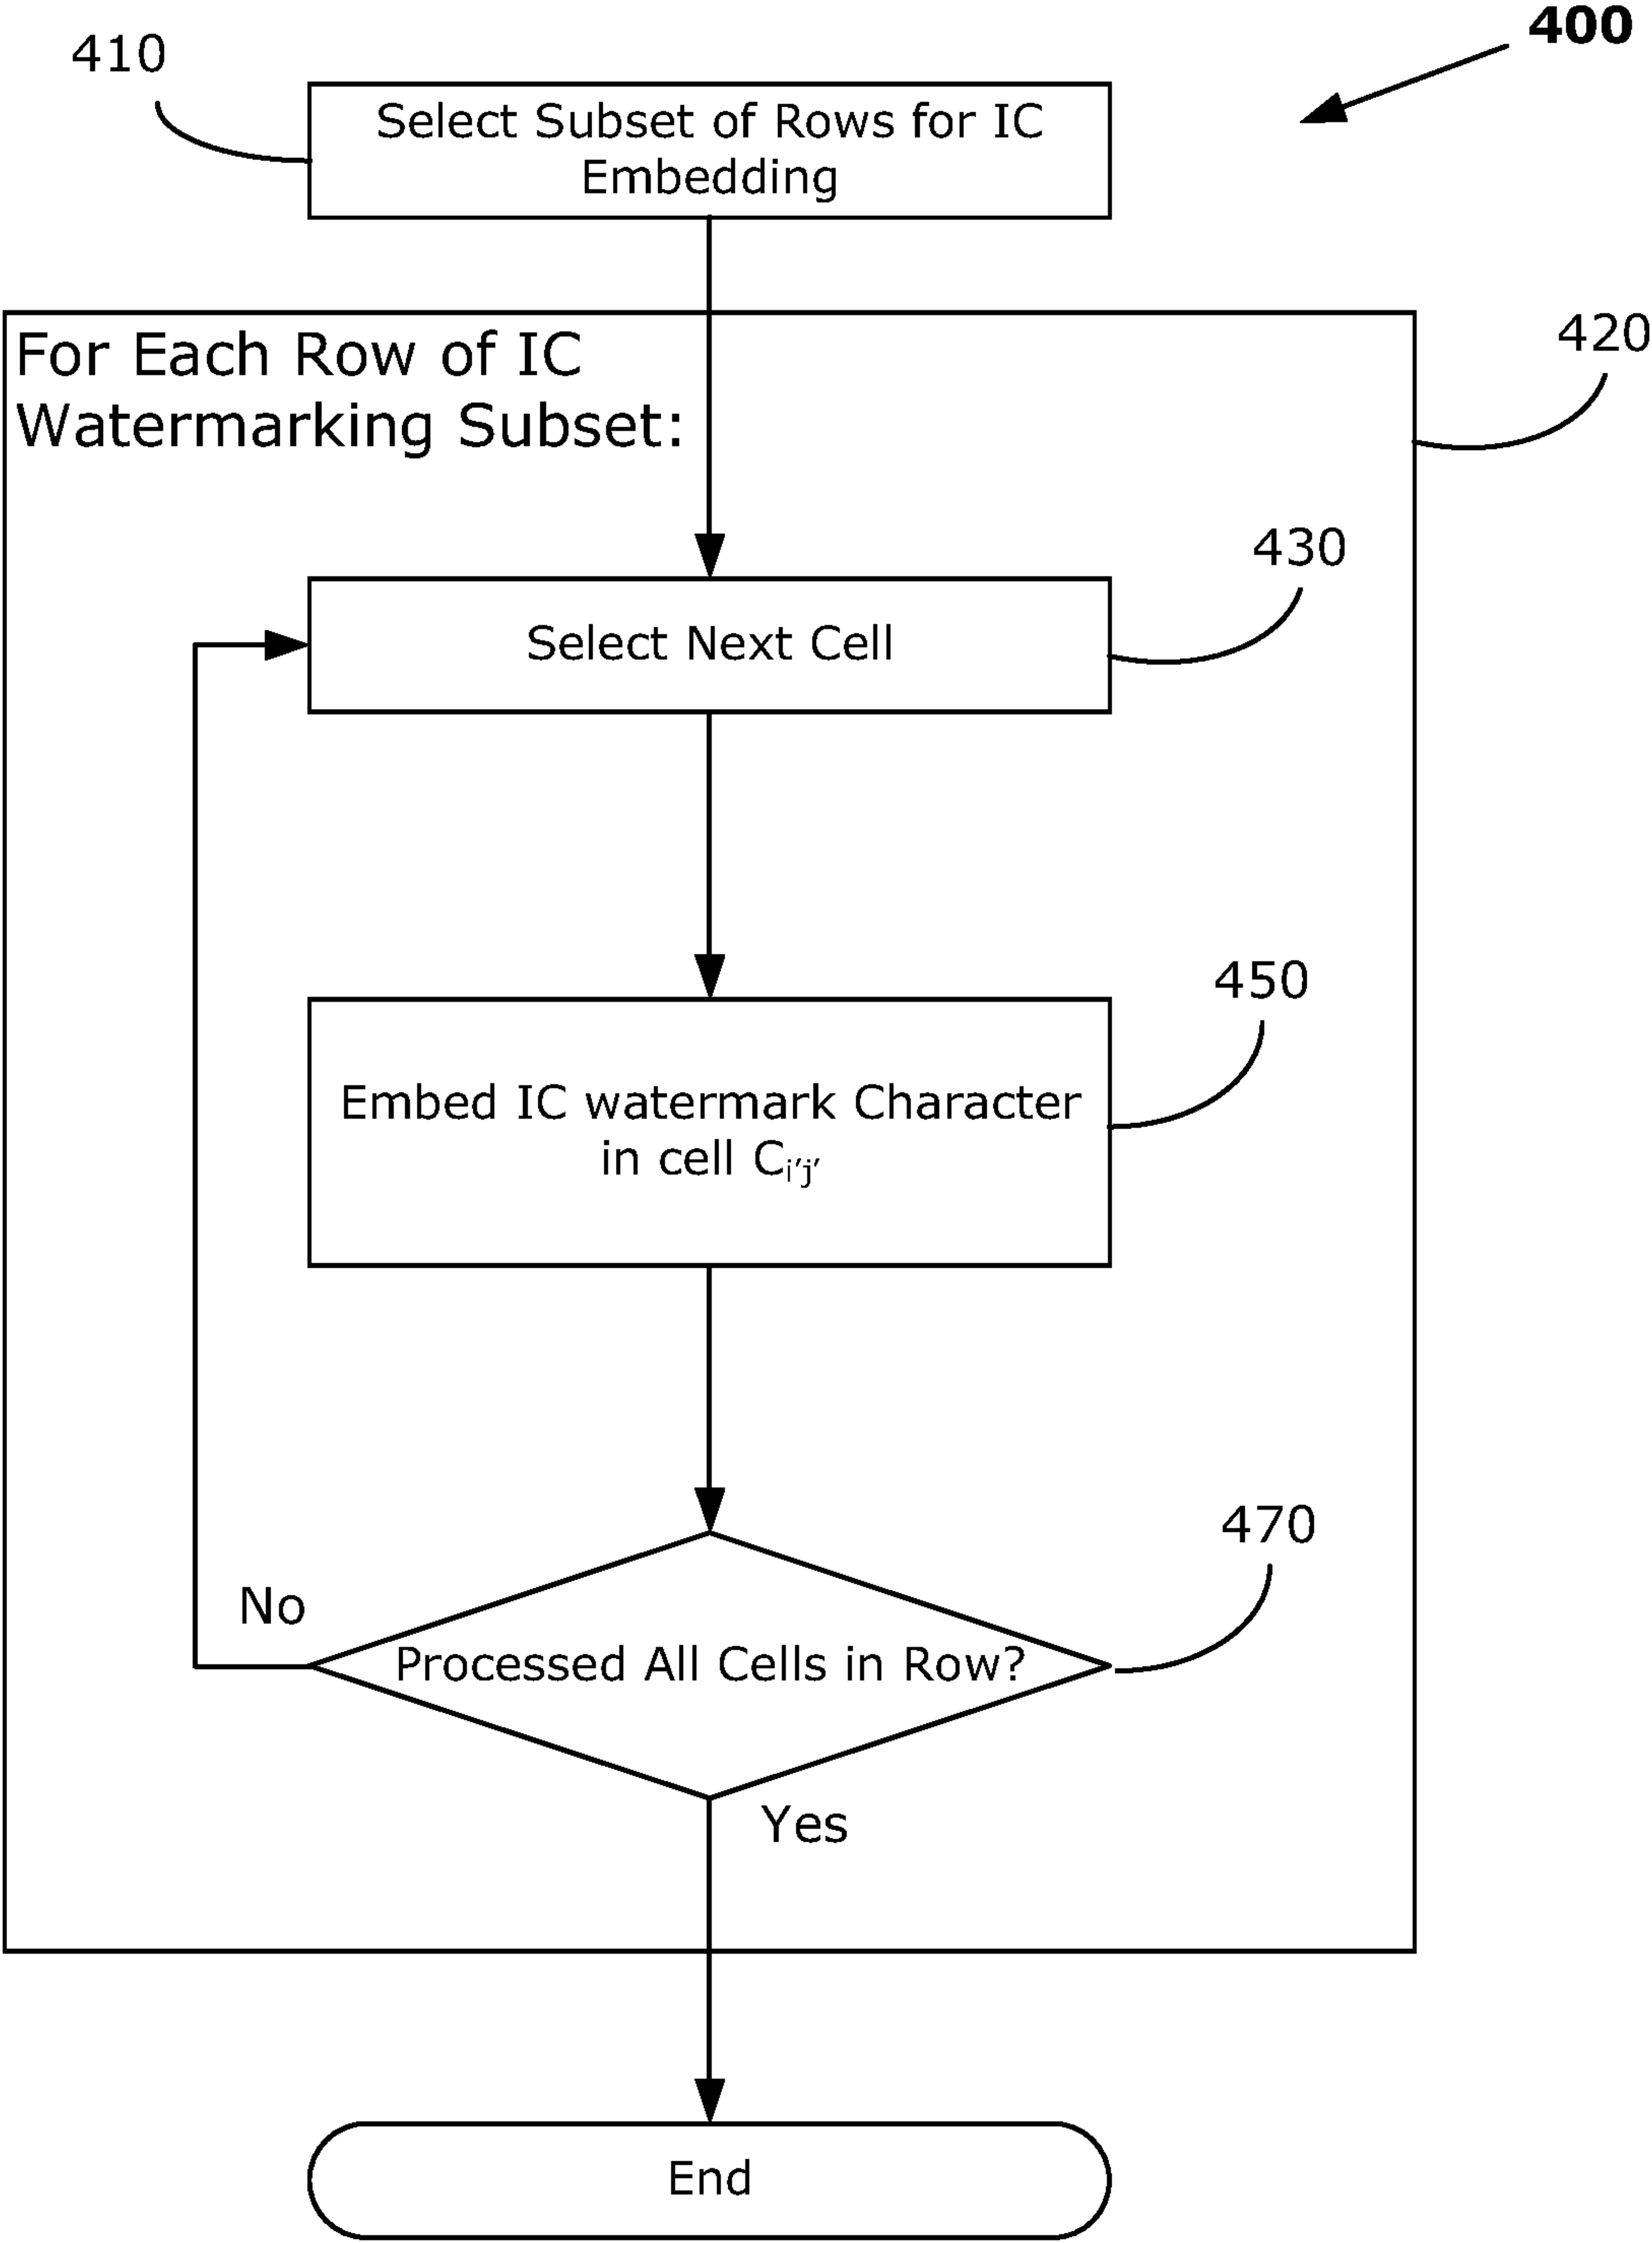 400
410
Select Subset of Rows for IC
Embedding
For Each Row of IC
Watermarking Subset:
420
430
Select Next Cell
450
Embed IC watermark Character
in cell Ci'j'
470
No
Processed All Cells in Row?
Yes
End